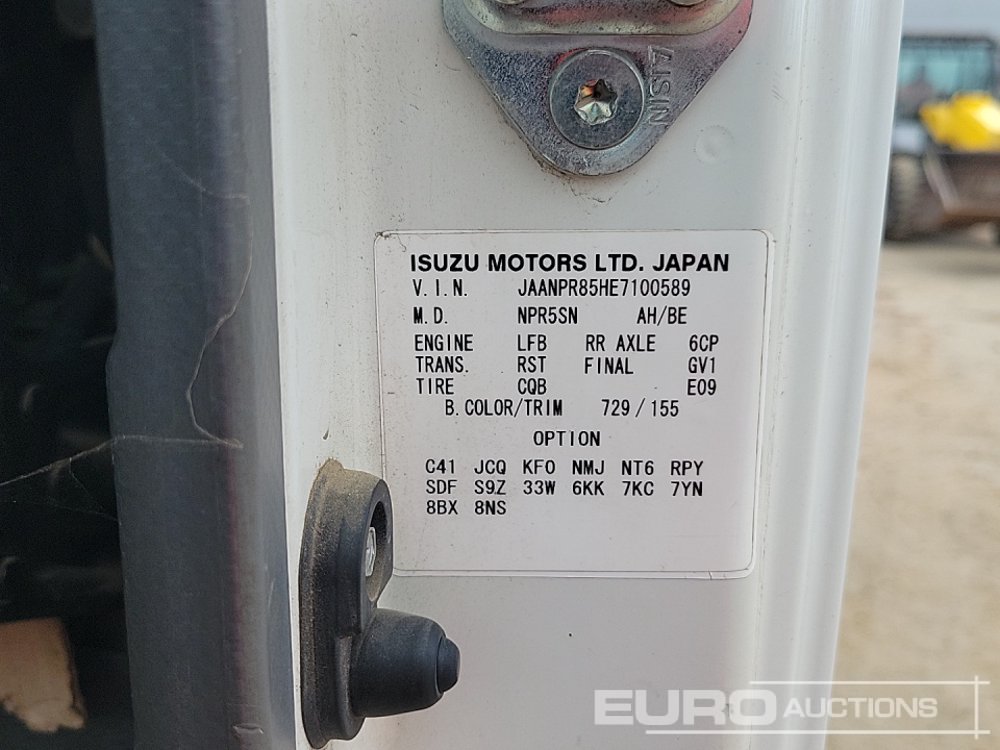 AISIN
ISUZU MOTORS LTD. JAPAN
V.I.N. JAANPR85HE7100589
M.D. NPR5SN AH/BE
ENGINE LFB RR AXLE 6CP
TRANS. RST FINAL GV1
TIRE CQB E09
B.COLOR/TRIM 729/155
OPTION
C41 JCQ KF0 NMJ NT6 RPY
SDF S9Z 33W 6KK 7KC 7YN
8BX 8NS
EURO AUCTIONS